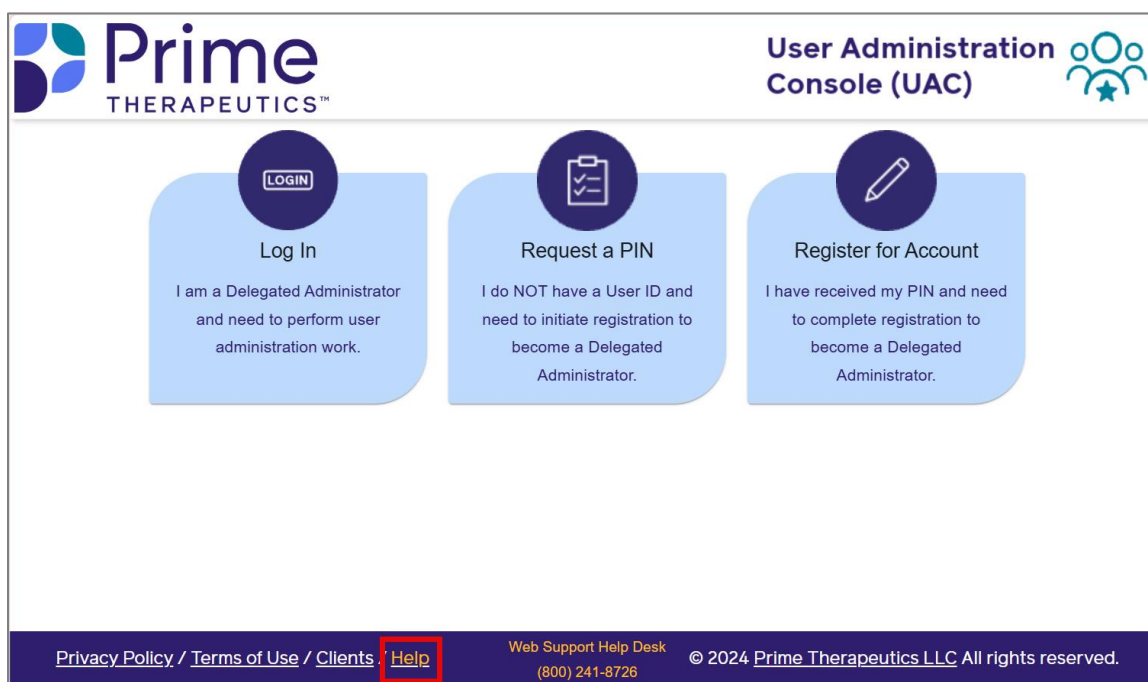 Prime
THERAPEUTICS™
User Administration
Console (UAC)
LOGIN
Log In
I am a Delegated Administrator
and need to perform user
administration work.
Request a PIN
I do NOT have a User ID and
need to initiate registration to
become a Delegated
Administrator.
Register for Account
I have received my PIN and need
to complete registration to
become a Delegated
Administrator.
Privacy Policy / Terms of Use / Clients / Help
Web Support Help Desk
(800) 241-8726
© 2024 Prime Therapeutics LLC All rights reserved.